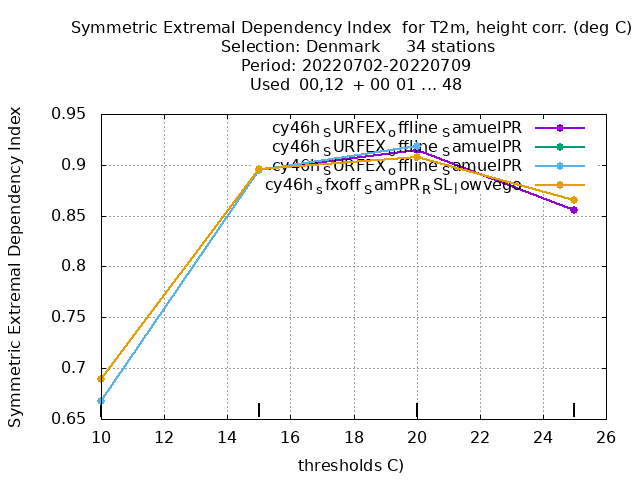 Symmetric Extremal Dependency Index  for T2m, height corr. (deg C)
Selection: Denmark     34 stations
Period: 20220702-20220709
Used  00,12  + 00 01 ... 48
Symmetric Extremal Dependency Index
0.95
0.9
0.85
0.8
0.75
0.7
0.65
cy46h_SURFEX_offline_SamuelPR
cy46h_SURFEX_offline_SamuelPR
cy46h_SURFEX_offline_SamuelPR
cy46h_sfxoff_SamPR_RSL_lowvego
10 12 14 16 18 20 22 24 26
thresholds C)